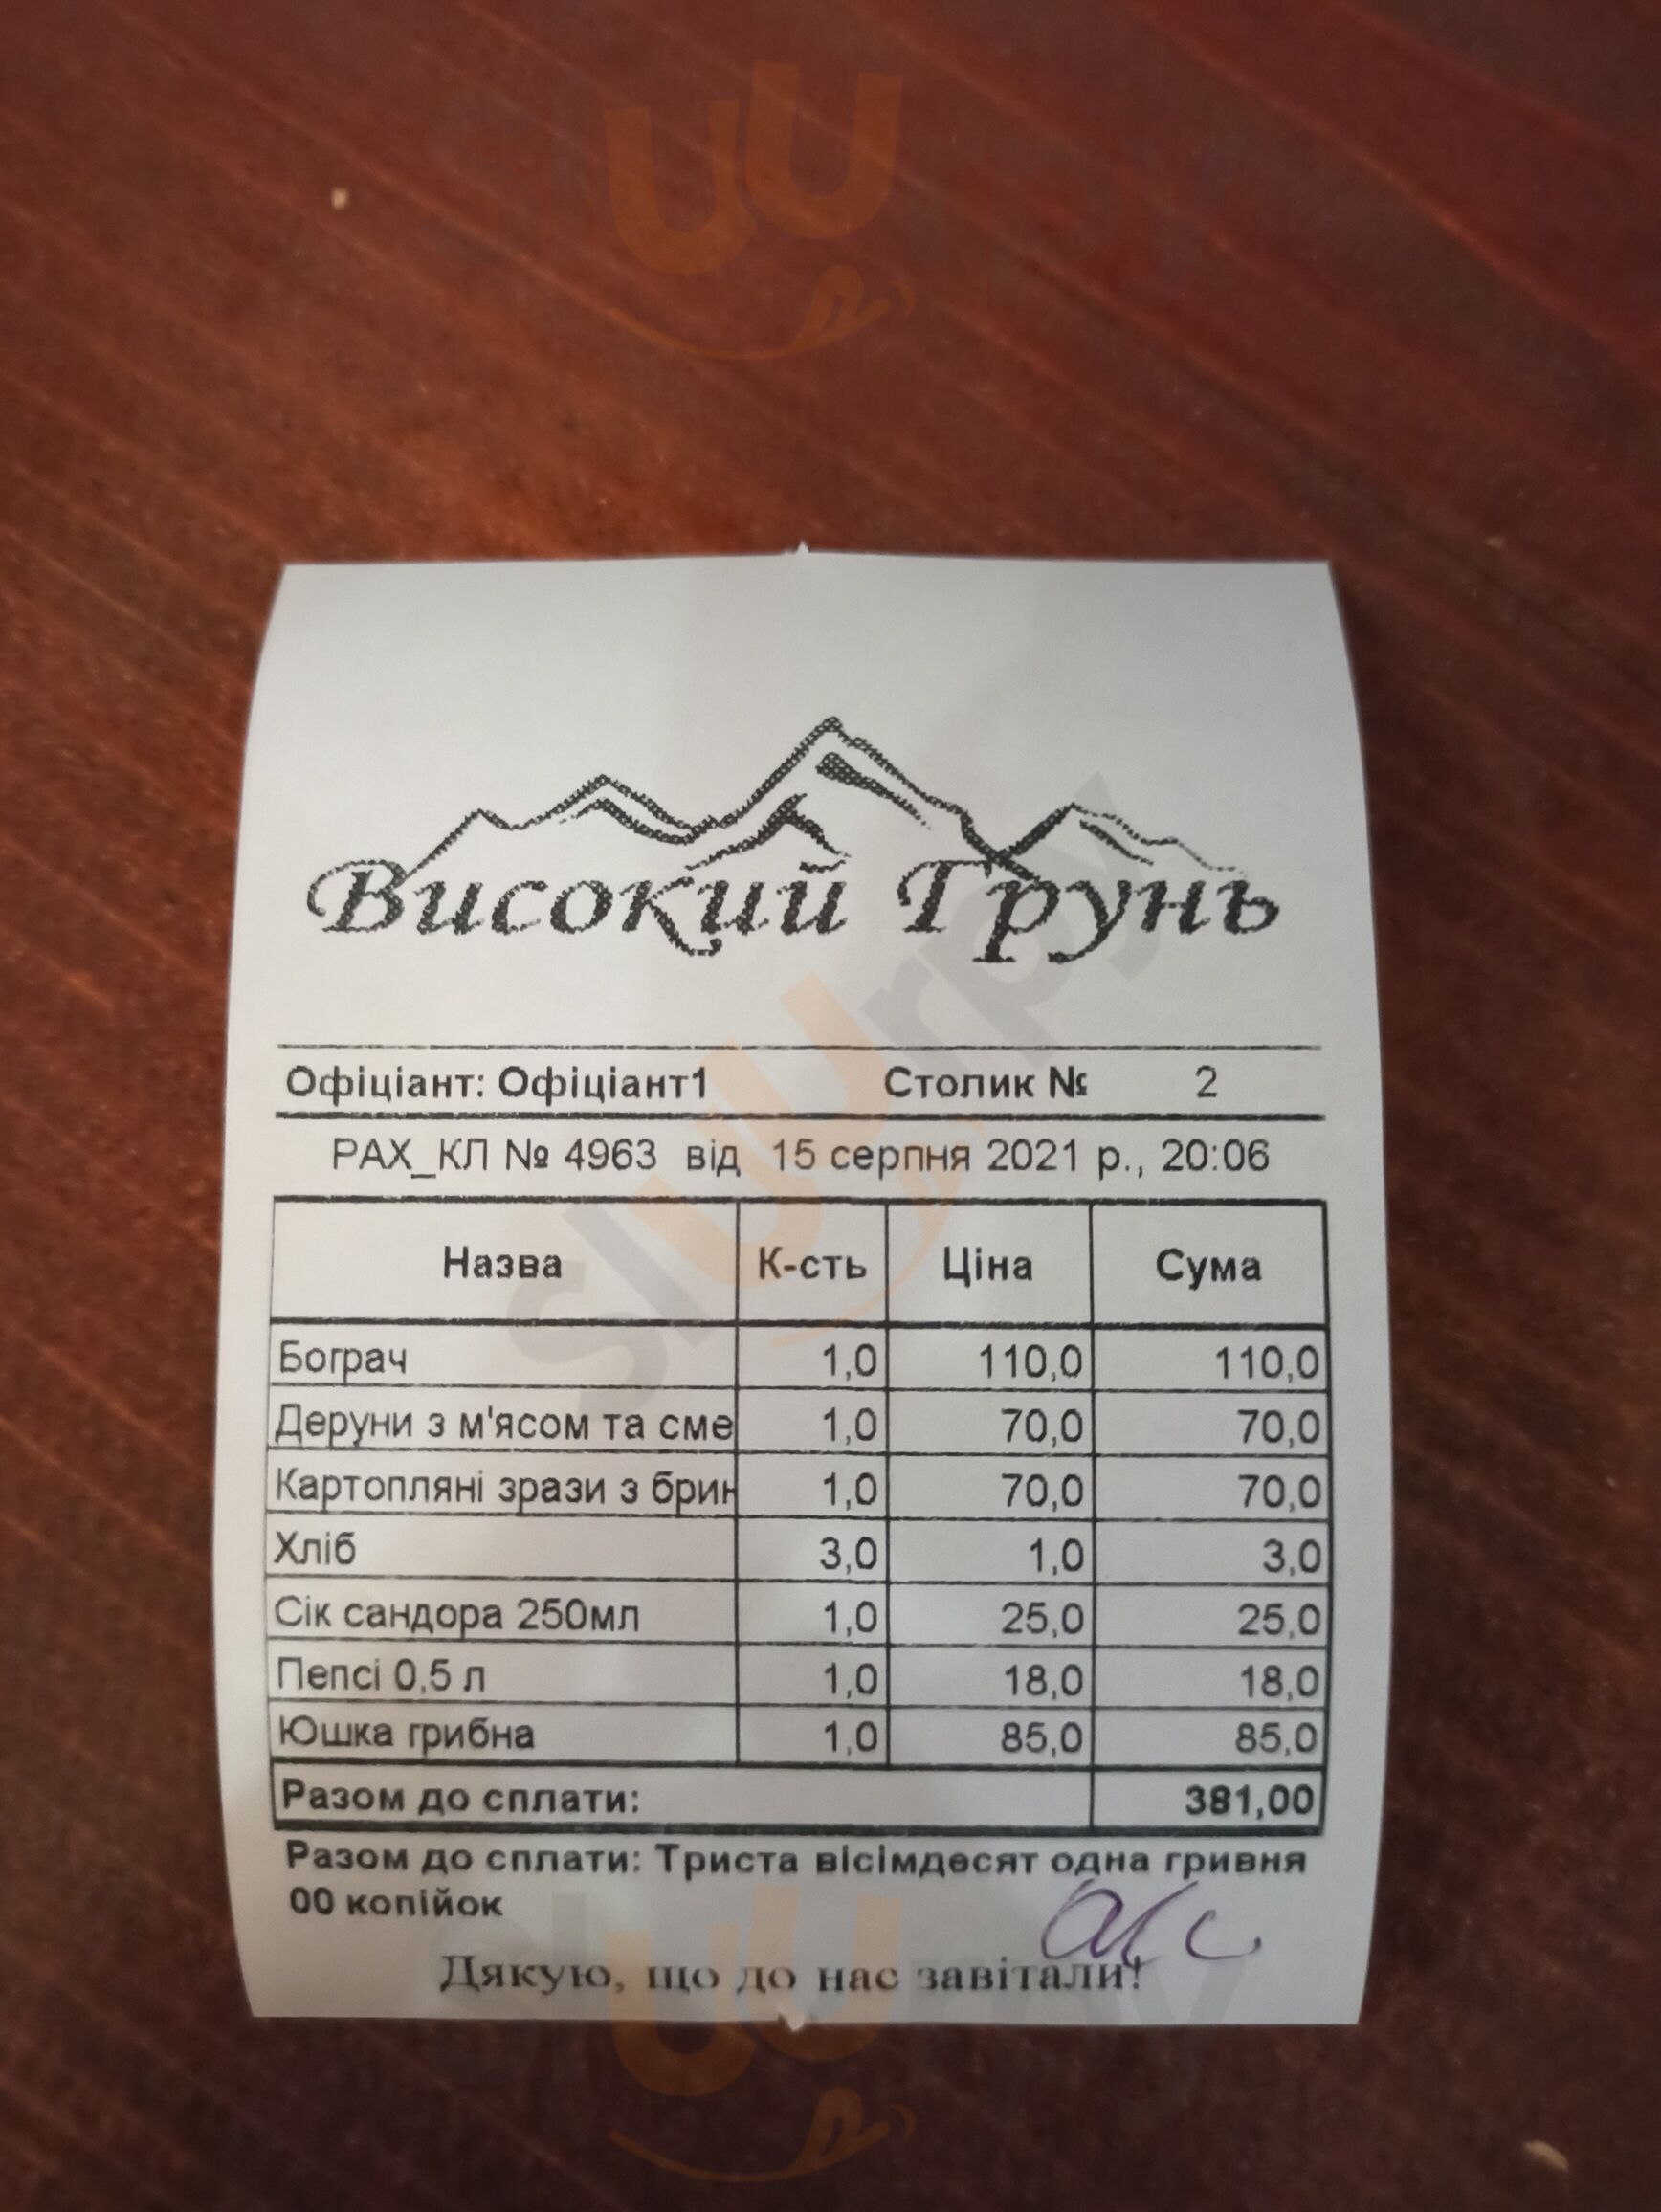 Високий Грунь
Офіціант: Офіціант1 Столик № 2
РАХ_КЛ № 4963 від 15 серпня 2021 р., 20:06
Назва К-сть Ціна Сума
Бограч 1,0 110,0 110,0
Деруни з м'ясом та сме 1,0 70,0 70,0
Картопляні зрази з брин 1,0 70,0 70,0
Хліб 3,0 1,0 3,0
Сік сандора 250мл 1,0 25,0 25,0
Пепсі 0,5 л 1,0 18,0 18,0
Юшка грибна 1,0 85,0 85,0
Разом до сплати: 381,00
Разом до сплати: Триста вісімдесят одна гривня
00 копійок
Дякую, що до нас завітали!
slurpy
slurpy